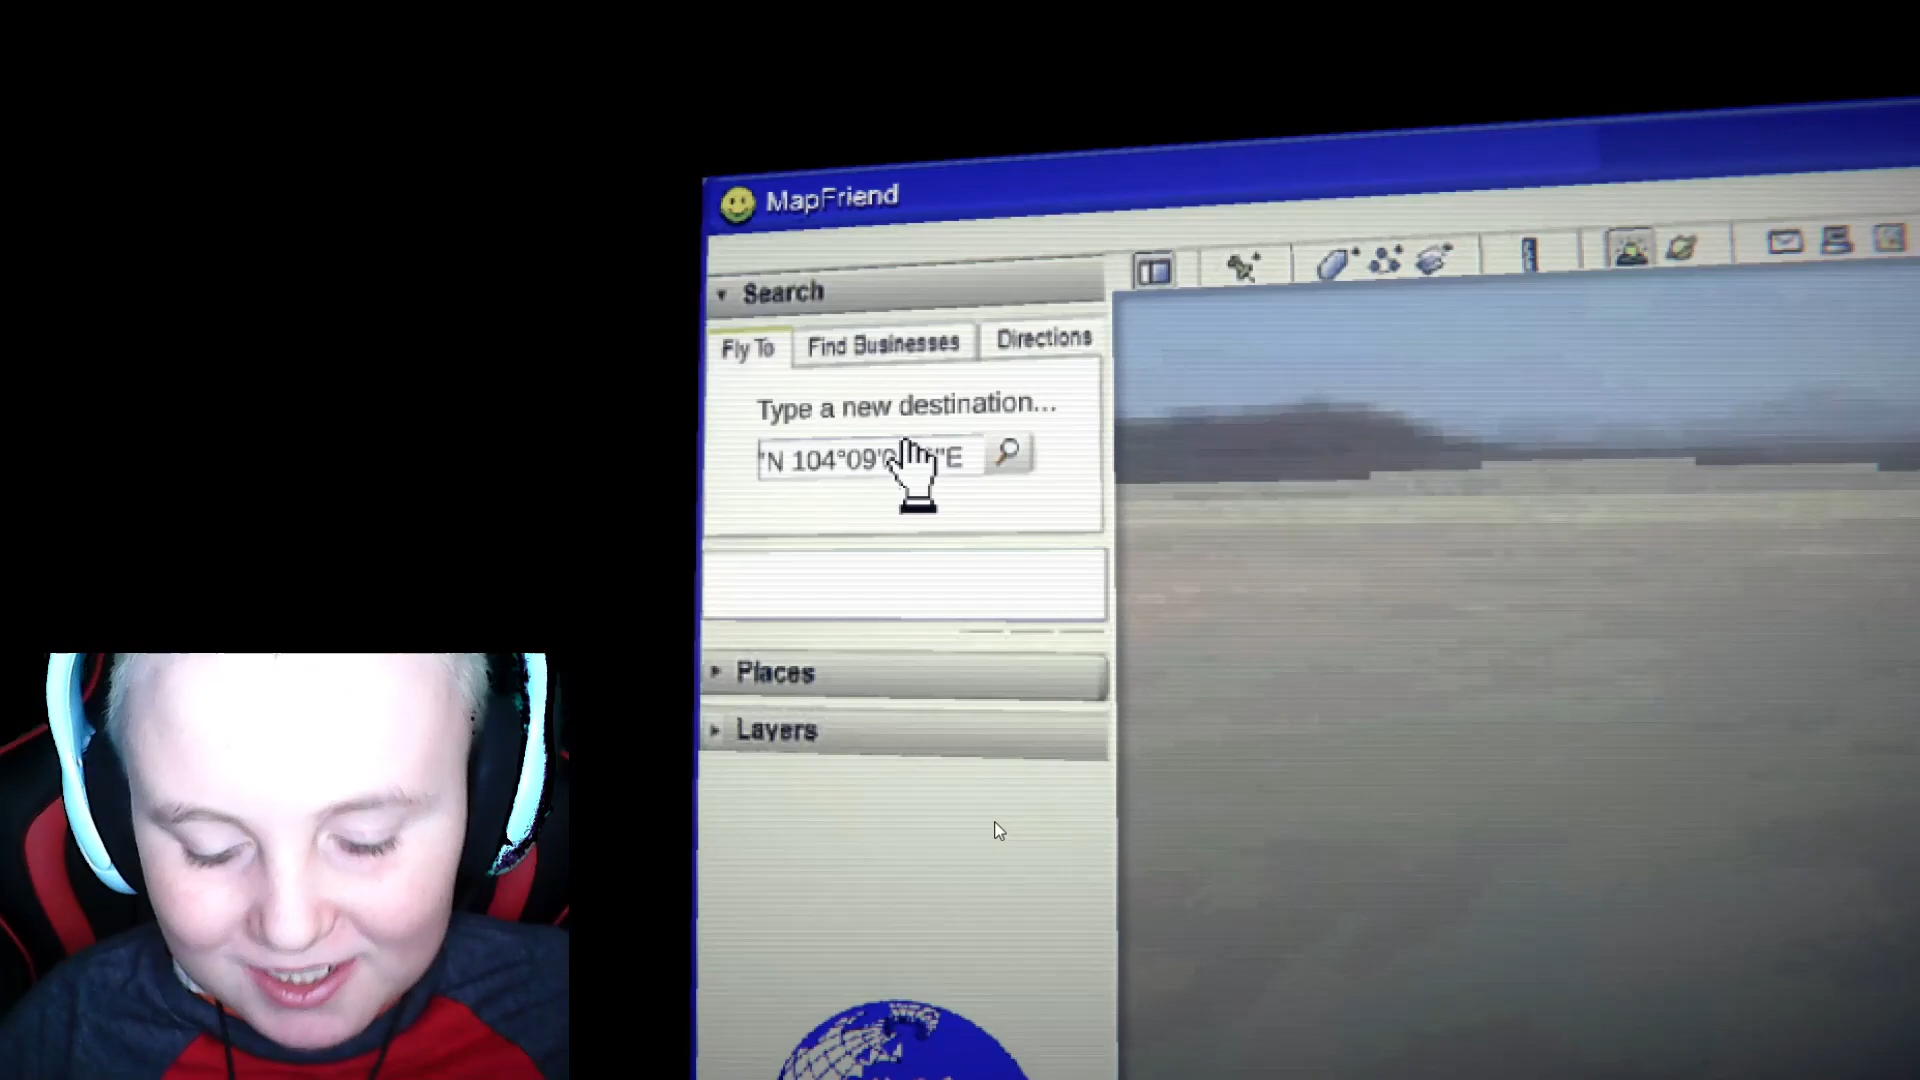 MapFriend
Search
Fly To
Find Businesses
Directions
Type a new destination...
"N 104°09'
"E
Places
Layers